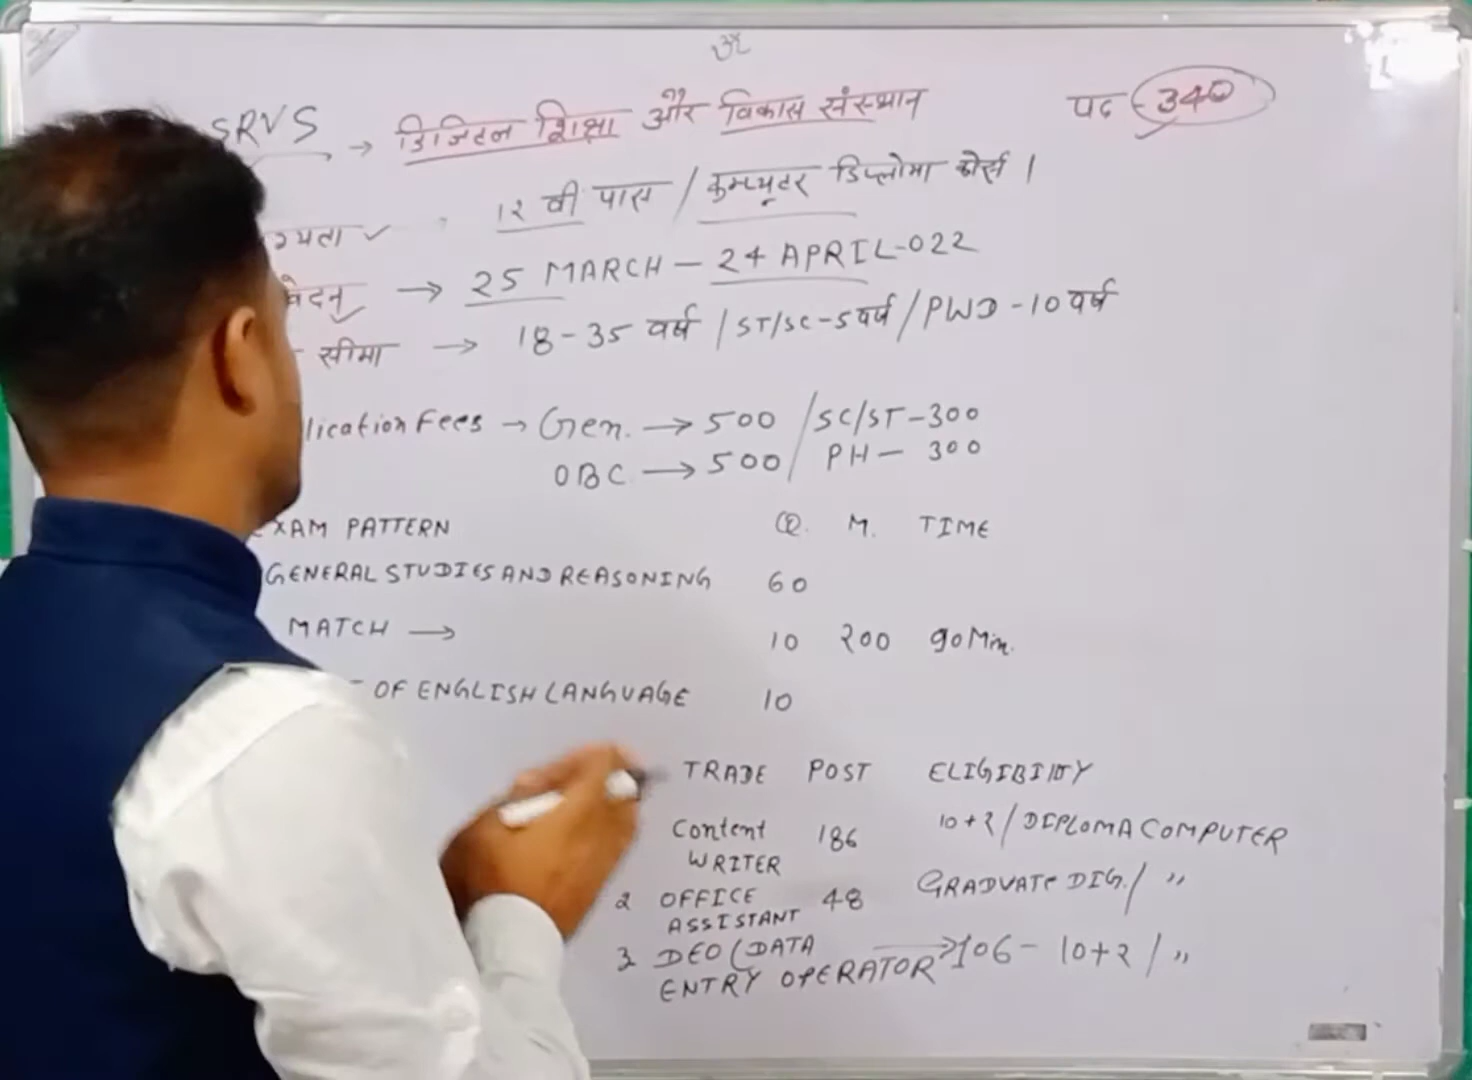 ॐ
SRVS → डिजिटल शिक्षा और विकास संस्थान पद - 340
ग्यता 12 वी पास / कुम्प्यूटर डिप्लोमा कोर्स ।
वेदन → 25 MARCH - 24 APRIL-022
सीमा → 18-35 वर्ष / ST/SC-5 वर्ष / PWD-10 वर्ष
lication Fees → Gen. → 500 / SC/ST-300
OBC → 500 / PH- 300
EXAM PATTERN Q. M. TIME
GENERAL STUDIES AND REASONING 60
MATCH → 10 200 90 Min.
OF ENGLISH LANGUAGE 10
TRADE POST ELIGIBILITY
Content 186 10+2 / DIPLOMA COMPUTER
WRITER
2 OFFICE 48 GRADUATE DIG. / "
ASSISTANT
3 DEO (DATA → 106 - 10+2 / "
ENTRY OPERATOR